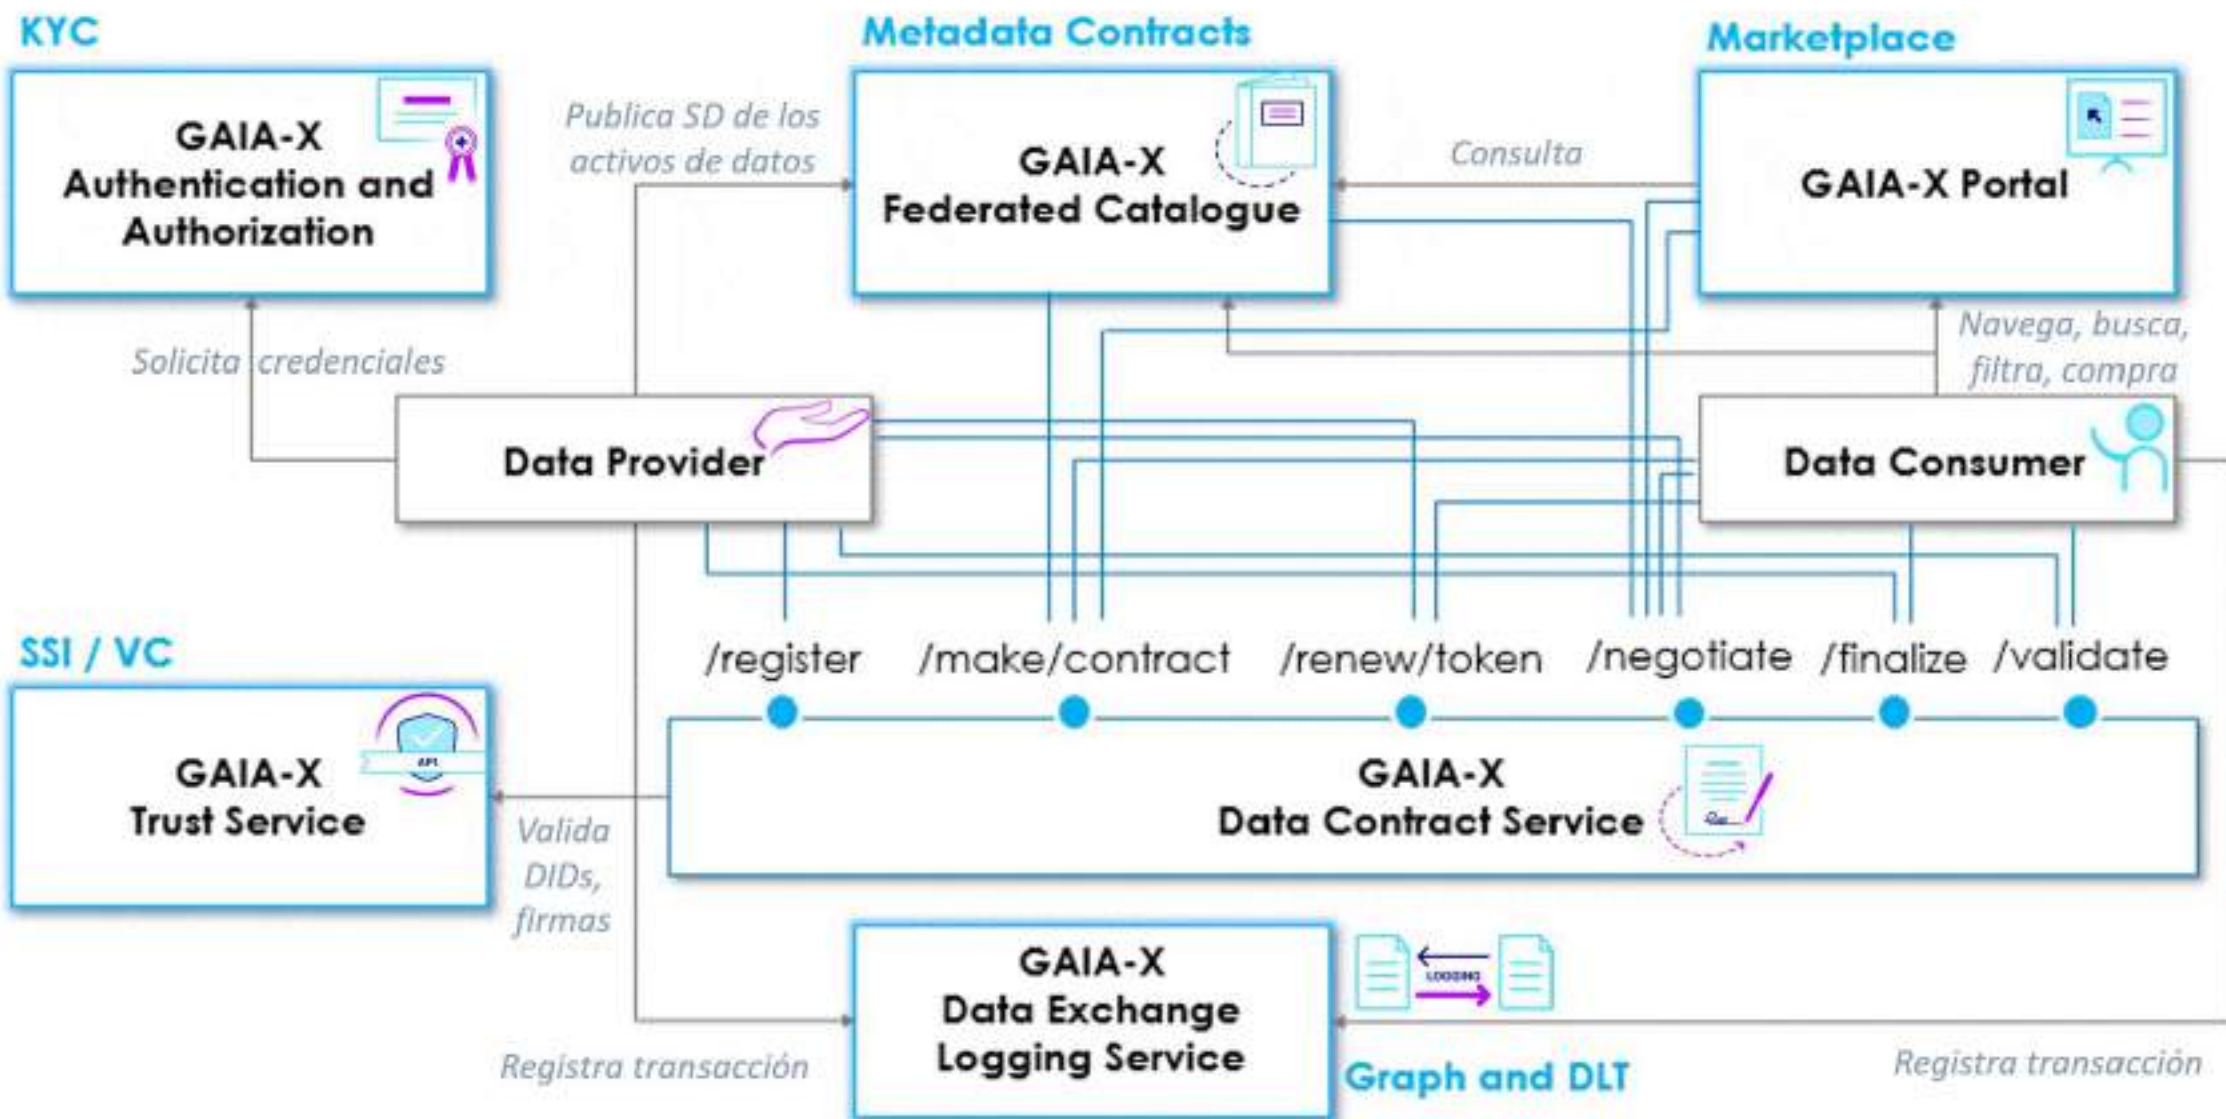 KYC
Metadata Contracts
Marketplace
GAIA-X
Authentication and
Authorization
Publica SD de los
activos de datos
GAIA-X
Federated Catalogue
Consulta
GAIA-X Portal
Solicita credenciales
Navega, busca,
filtra, compra
Data Provider
Data Consumer
SSI / VC
/register
/make/contract
/renew/token
/negotiate
/finalize
/validate
GAIA-X
Trust Service
API
Valida
DIDs,
firmas
GAIA-X
Data Contract Service
GAIA-X
Data Exchange
Logging Service
LOGGING
Registra transacción
Graph and DLT
Registra transacción